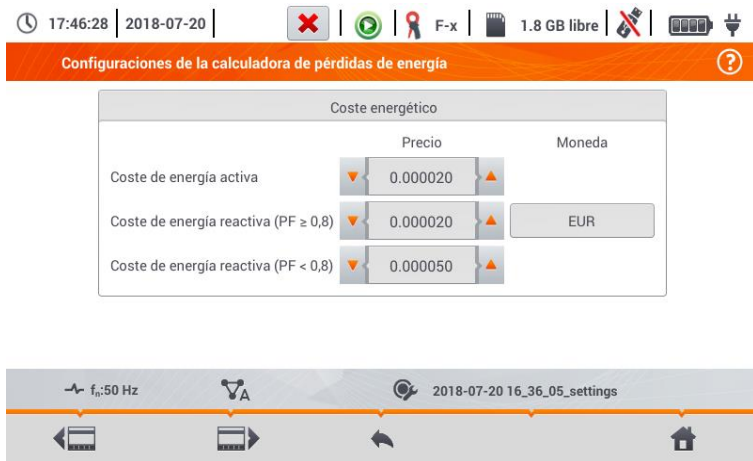 17:46:28 2018-07-20 F-x 1.8 GB libre
Configuraciones de la calculadora de pérdidas de energía ?
Coste energético
Precio Moneda
Coste de energía activa 0.000020
Coste de energía reactiva (PF ≥ 0,8) 0.000020 EUR
Coste de energía reactiva (PF < 0,8) 0.000050
fn:50 Hz A 2018-07-20 16_36_05_settings